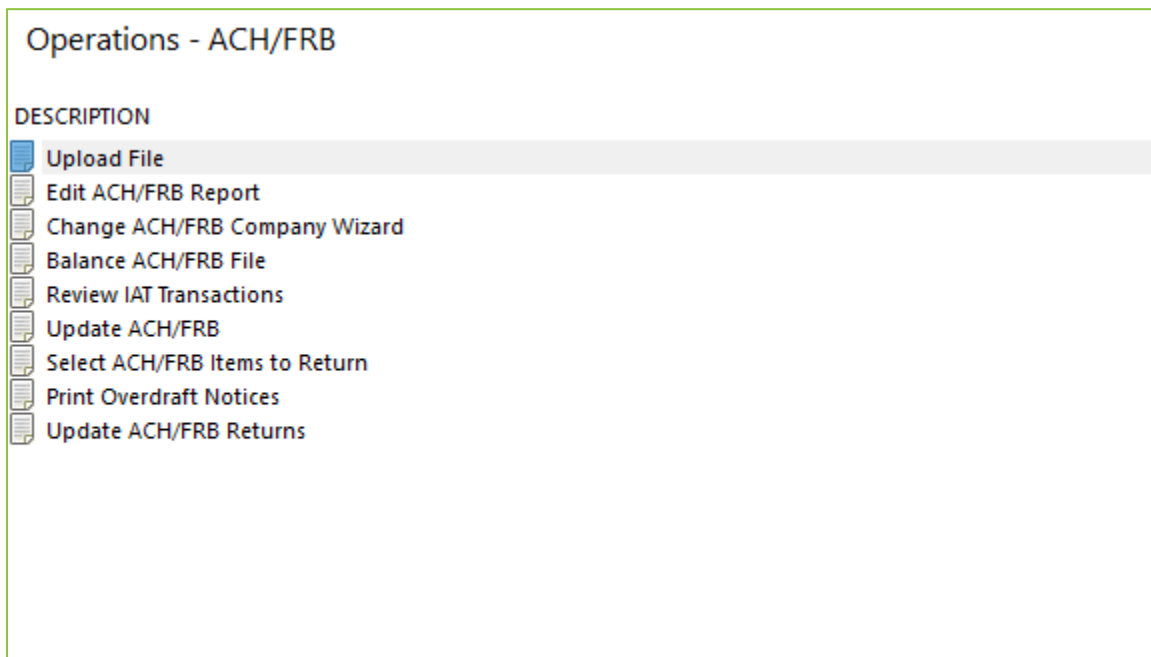 Operations - ACH/FRB
DESCRIPTION
Upload File
Edit ACH/FRB Report
Change ACH/FRB Company Wizard
Balance ACH/FRB File
Review IAT Transactions
Update ACH/FRB
Select ACH/FRB Items to Return
Print Overdraft Notices
Update ACH/FRB Returns